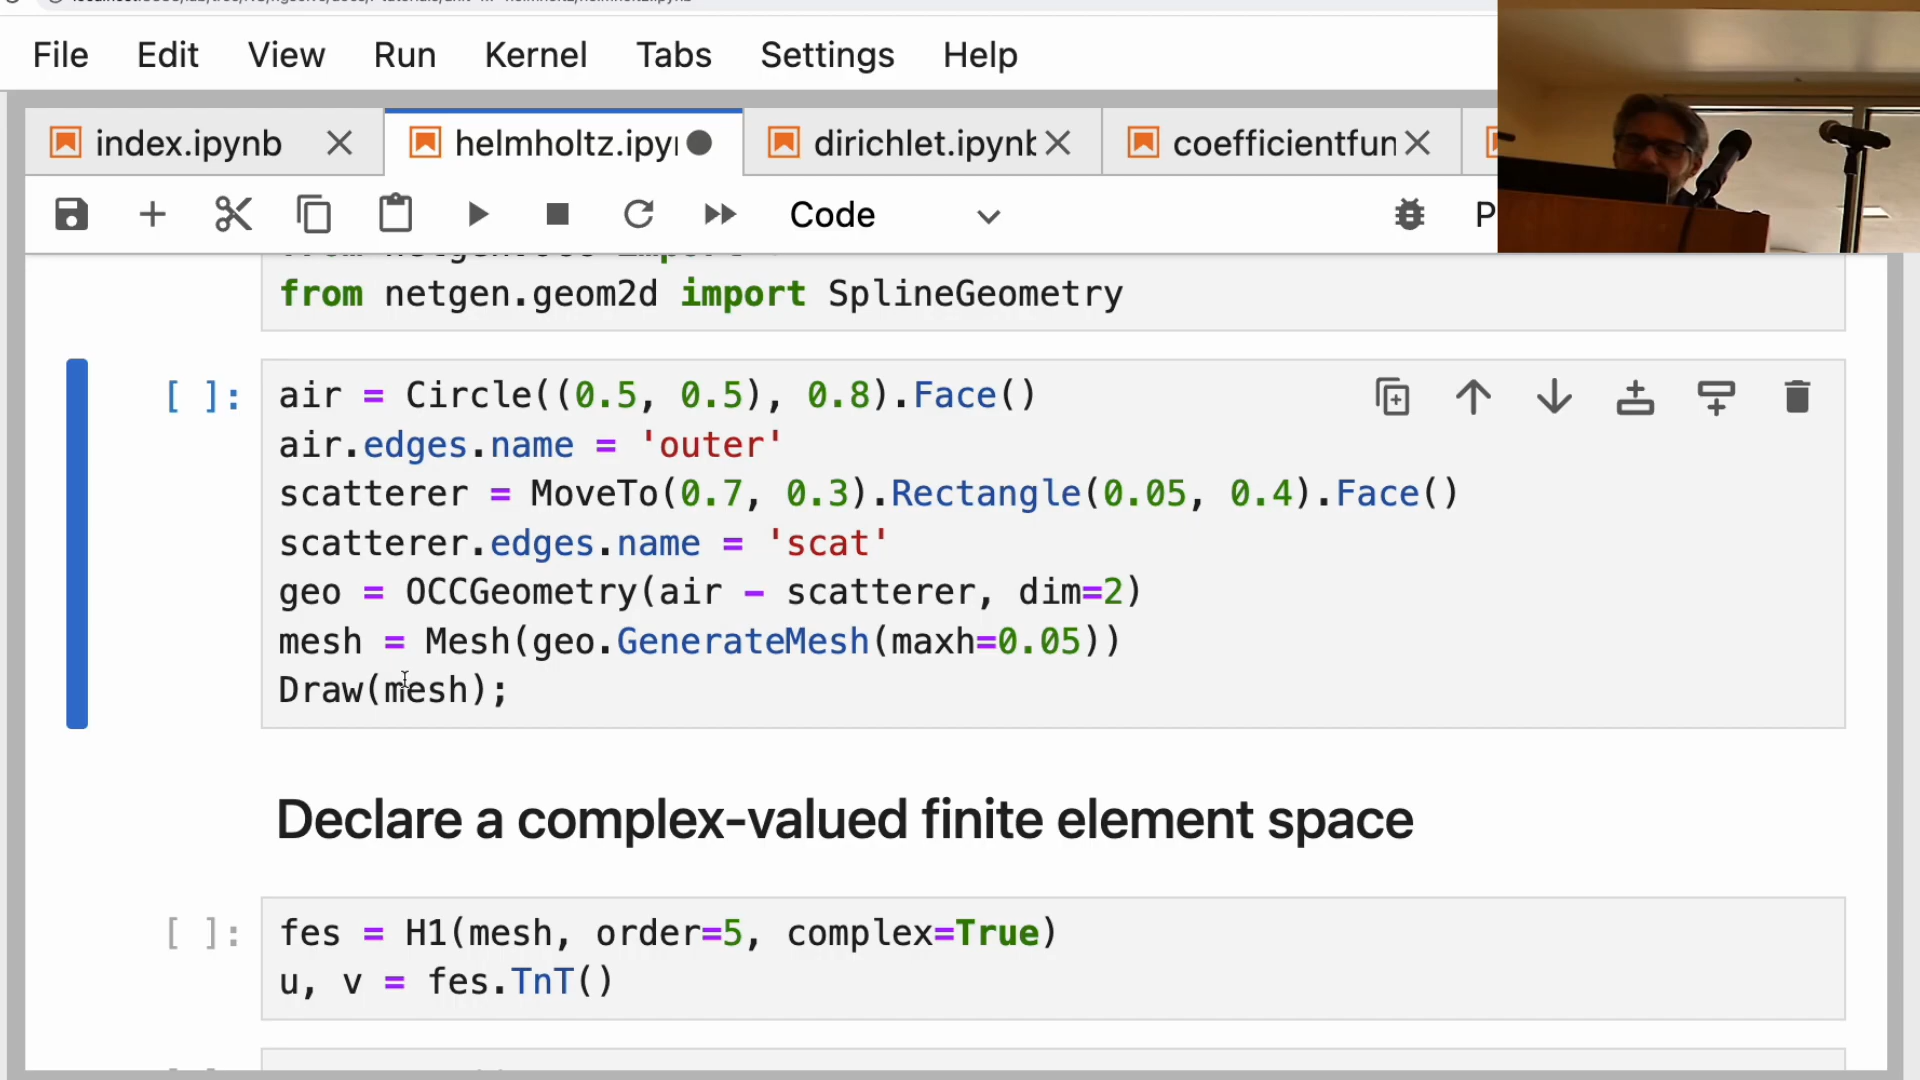 File Edit View Run Kernel Tabs Settings Help
index.ipynb helmholtz.ipy dirichlet.ipynb coefficientfun
Code P
from netgen.occ import *
from netgen.geom2d import SplineGeometry
[ ]: air = Circle((0.5, 0.5), 0.8).Face()
air.edges.name = 'outer'
scatterer = MoveTo(0.7, 0.3).Rectangle(0.05, 0.4).Face()
scatterer.edges.name = 'scat'
geo = OCCGeometry(air - scatterer, dim=2)
mesh = Mesh(geo.GenerateMesh(maxh=0.05))
Draw(mesh);
Declare a complex-valued finite element space
[ ]: fes = H1(mesh, order=5, complex=True)
u, v = fes.TnT()